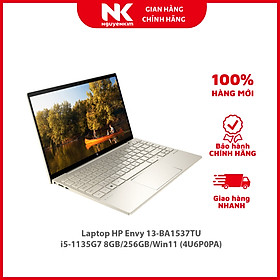 NK
NGUYENKIM
GIAN HÀNG
CHÍNH HÃNG
100%
HÀNG MỚI
Bảo hành
CHÍNH HÃNG
Giao hàng
NHANH
Laptop HP Envy 13-BA1537TU
i5-1135G7 8GB/256GB/Win11 (4U6P0PA)